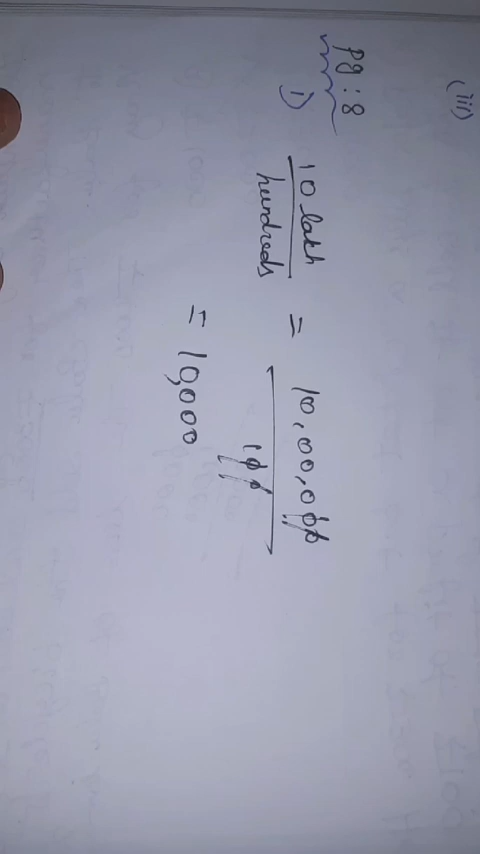 (iii)
pg : 8
i) 10 lakh / hundreds = 10,00,000 / 100
= 10,000